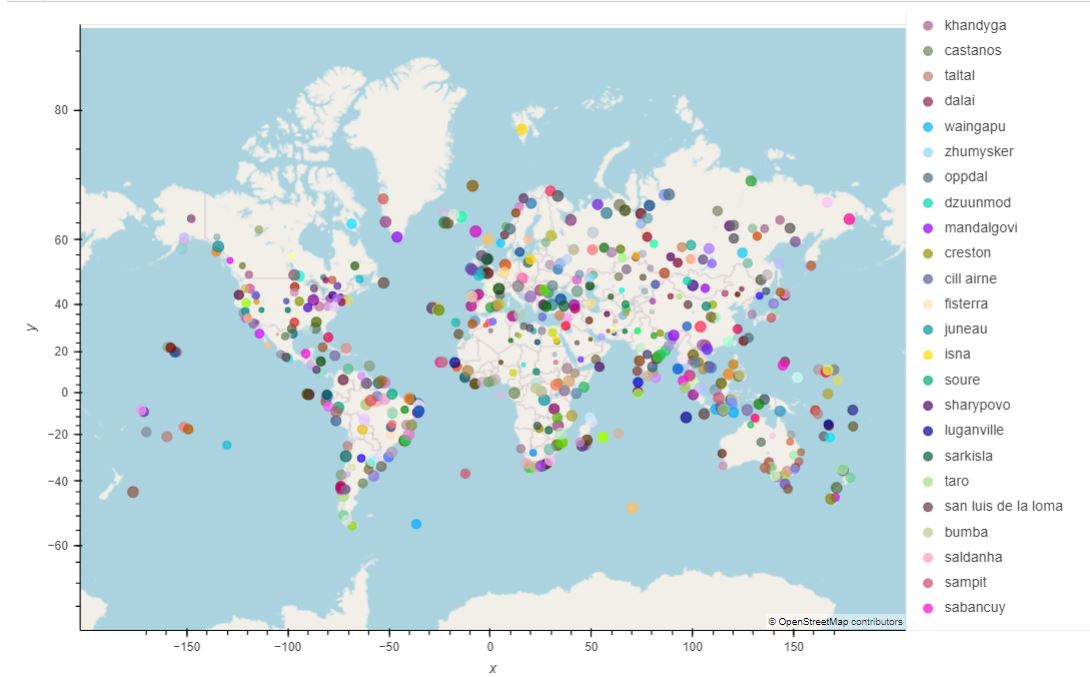 80
60
40
20
0
−20
−40
−60
y
−150
−100
−50
0
50
100
150
x
© OpenStreetMap contributors
khandyga
castanos
taltal
dalai
waingapu
zhumysker
oppdal
dzuunmod
mandalgovi
creston
cill airne
fisterra
juneau
isna
soure
sharypovo
luganville
sarkisla
taro
san luis de la loma
bumba
saldanha
sampit
sabancuy